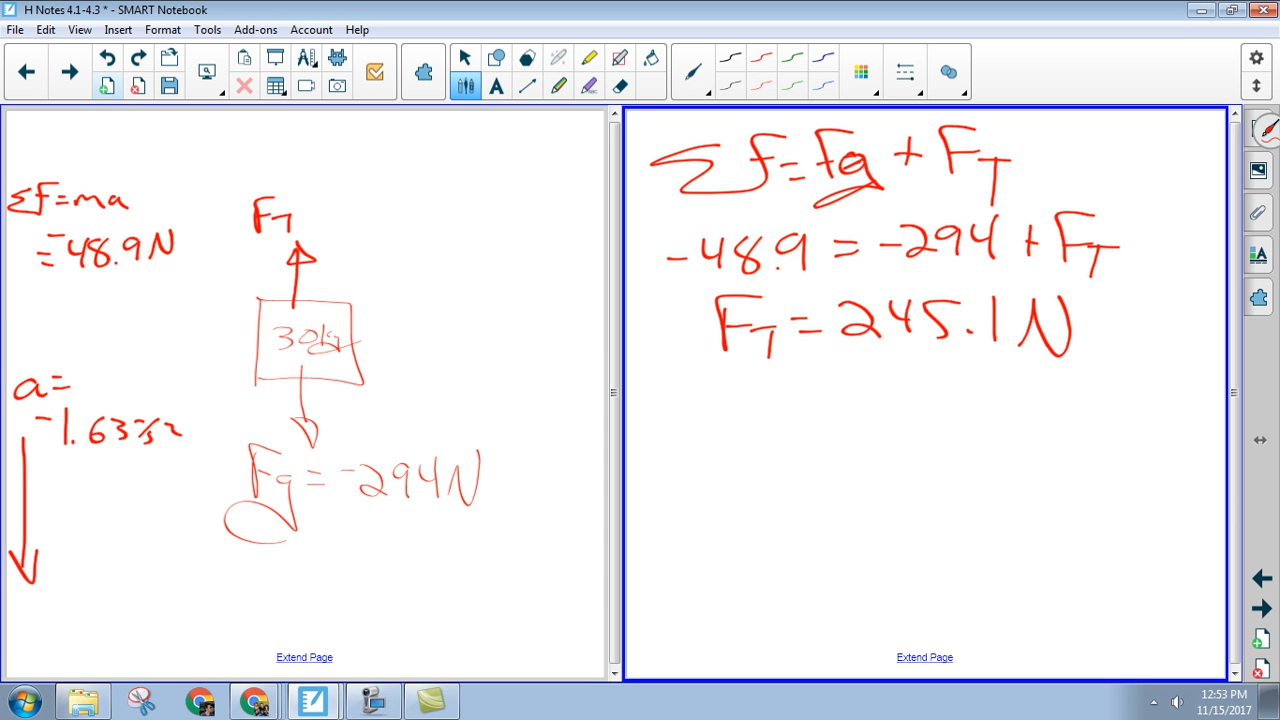 H Notes 4.1-4.3 * - SMART Notebook
File Edit View Insert Format Tools Add-ons Account Help
Σf=ma
= -48.9N
a=
-1.63m/s2
FT
30kg
Fg = -294N
Extend Page
Σf=Fg + FT
-48.9 = -294 + FT
FT = 245.1 N
Extend Page
12:53 PM
11/15/2017